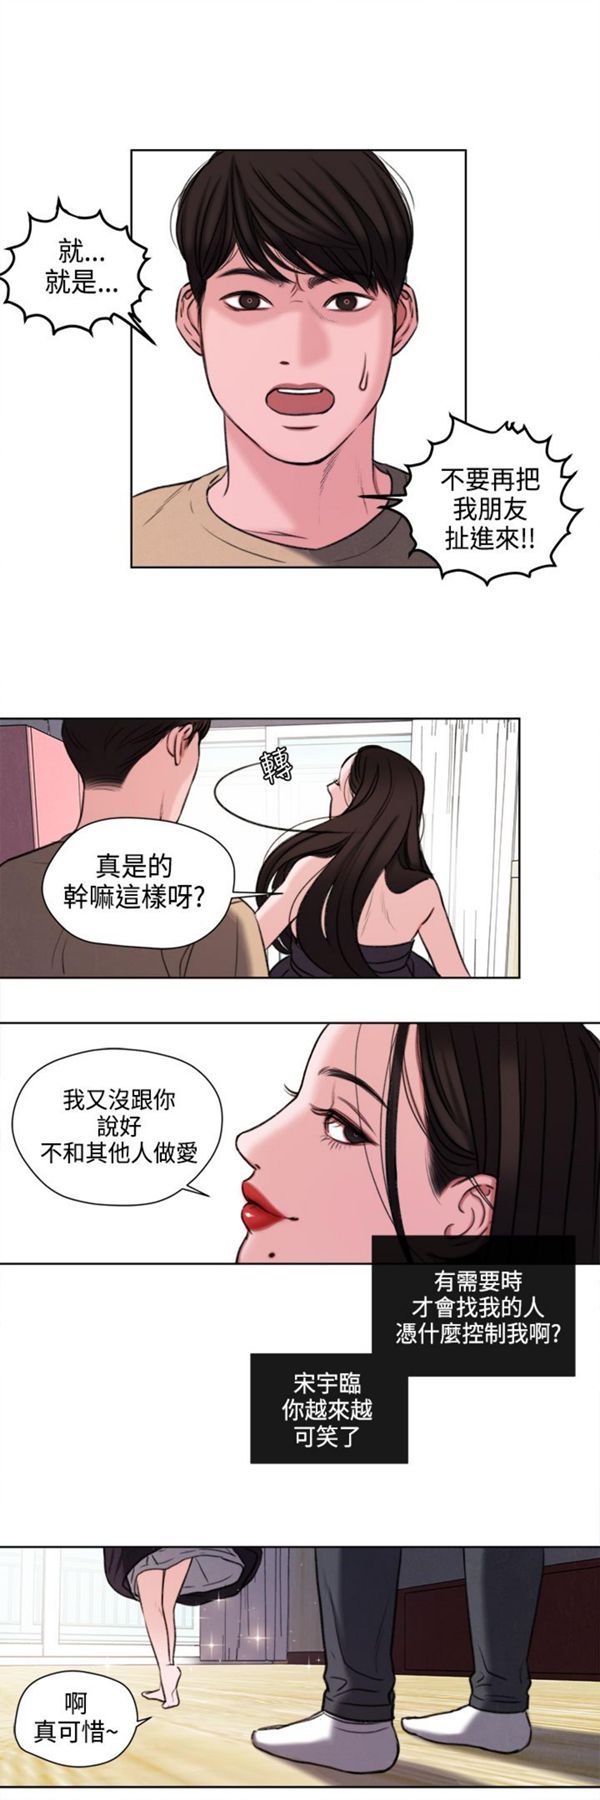 就...
就是...
不要再把
我朋友
扯進來!!
轉
真是的
幹嘛這樣呀?
我又沒跟你
說好
不和其他人做愛
有需要時
才會找我的人
憑什麼控制我啊?
宋宇臨
你越來越
可笑了
啊
真可惜~